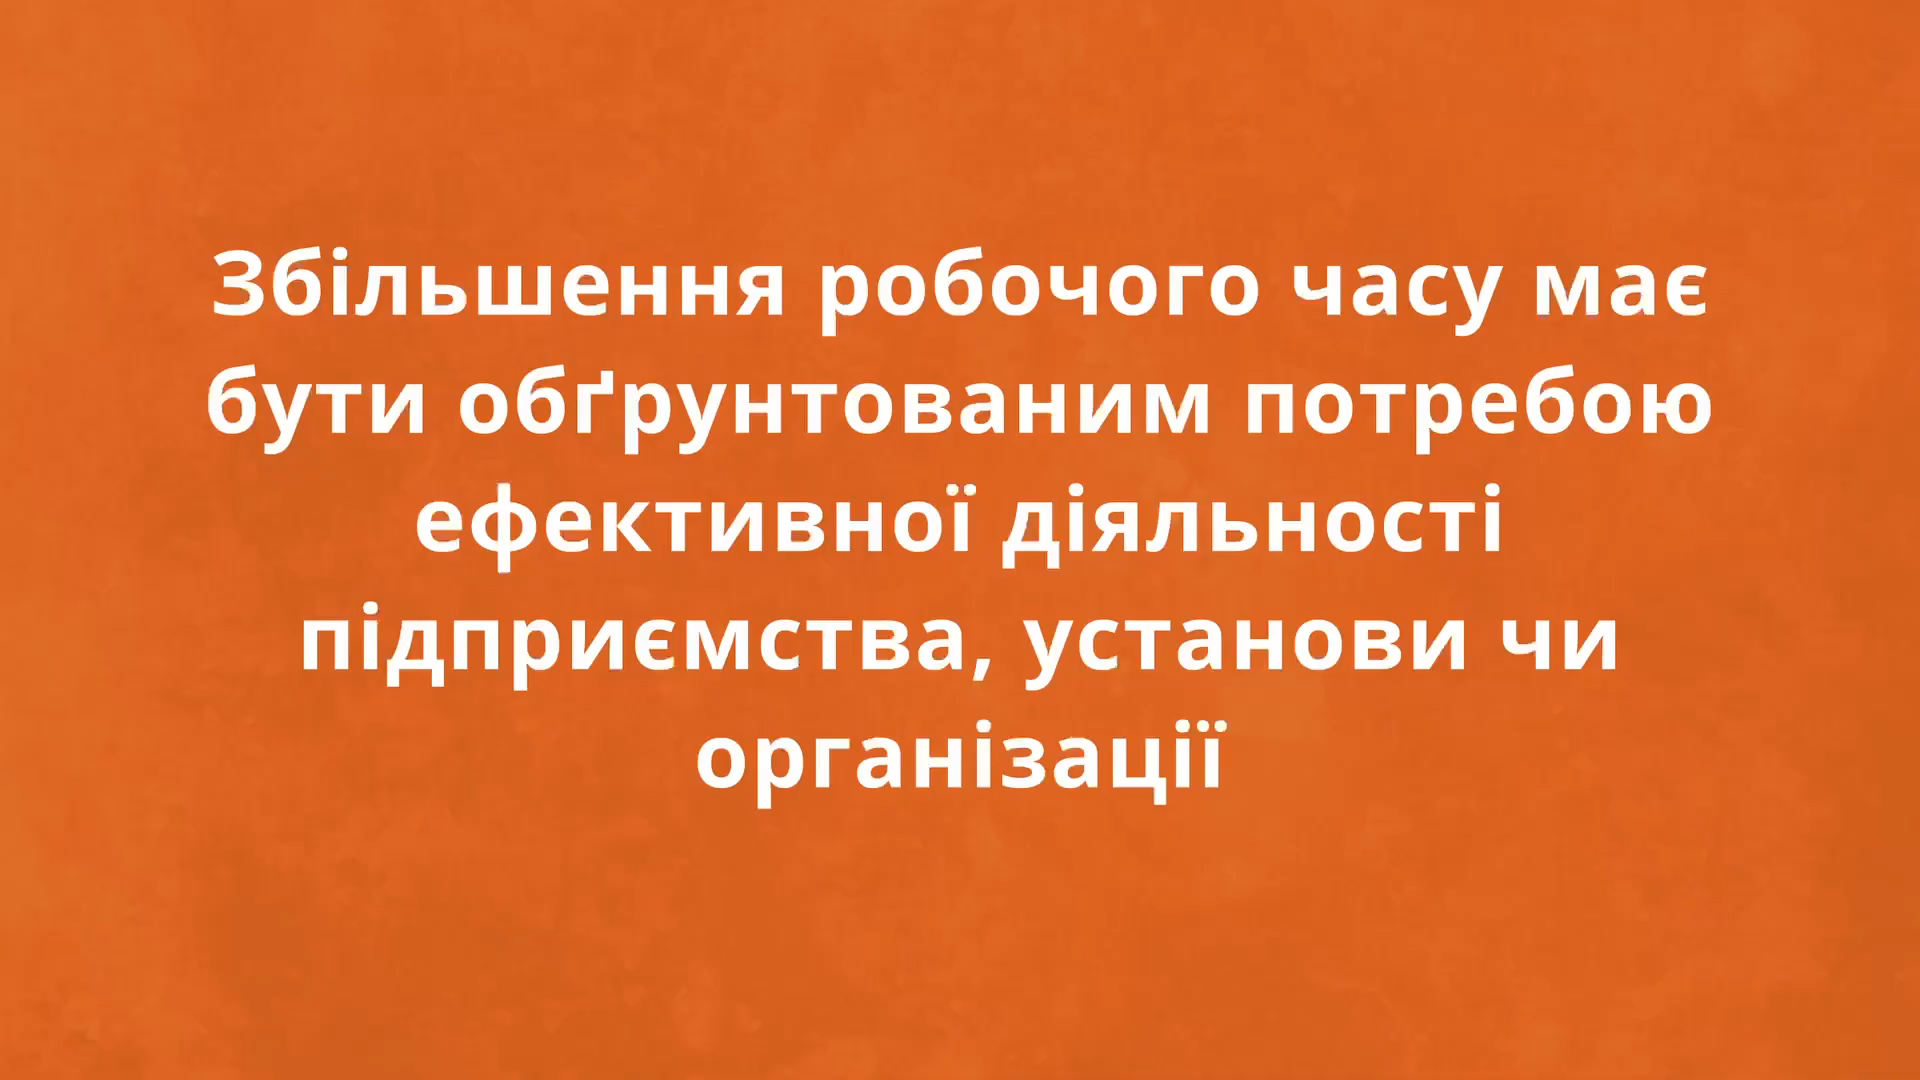 Збільшення робочого часу має
бути обґрунтованим потребою
ефективної діяльності
підприємства, установи чи
організації